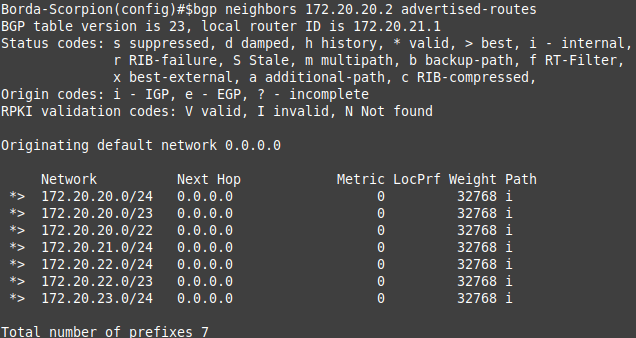 Borda-Scorpion(config)#$bgp neighbors 172.20.20.2 advertised-routes
BGP table version is 23, local router ID is 172.20.21.1
Status codes: s suppressed, d damped, h history, * valid, > best, i - internal,
              r RIB-failure, S Stale, m multipath, b backup-path, f RT-Filter,
              x best-external, a additional-path, c RIB-compressed,
Origin codes: i - IGP, e - EGP, ? - incomplete
RPKI validation codes: V valid, I invalid, N Not found

Originating default network 0.0.0.0

     Network          Next Hop            Metric LocPrf Weight Path
 *>  172.20.20.0/24   0.0.0.0                  0         32768 i
 *>  172.20.20.0/23   0.0.0.0                  0         32768 i
 *>  172.20.20.0/22   0.0.0.0                  0         32768 i
 *>  172.20.21.0/24   0.0.0.0                  0         32768 i
 *>  172.20.22.0/24   0.0.0.0                  0         32768 i
 *>  172.20.22.0/23   0.0.0.0                  0         32768 i
 *>  172.20.23.0/24   0.0.0.0                  0         32768 i

Total number of prefixes 7